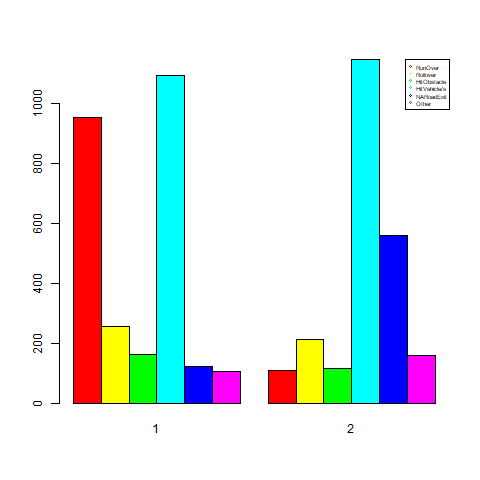 RunOver
Rollover
HitObstacle
HitVehicle/s
NARoadExit
Other
1000
800
600
400
200
0
1
2